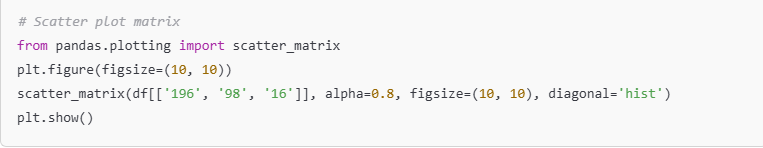 # Scatter plot matrix
from pandas.plotting import scatter_matrix
plt.figure(figsize=(10, 10))
scatter_matrix(df[['196', '98', '16']], alpha=0.8, figsize=(10, 10), diagonal='hist')
plt.show()